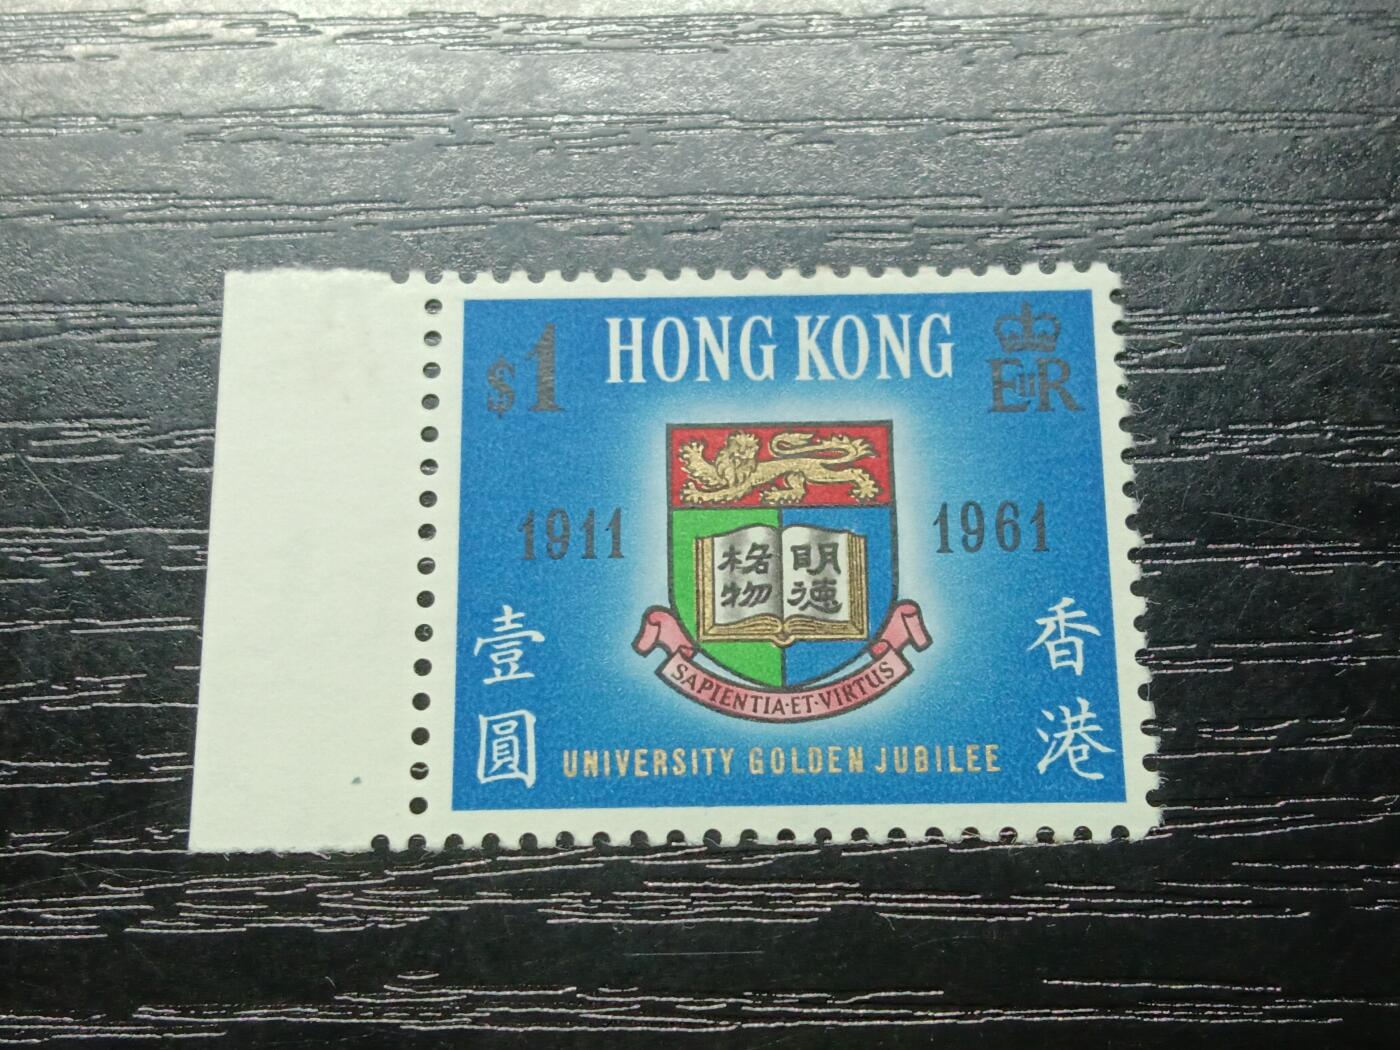 $1
HONG KONG
EIIR
1911
1961
明德
格物
SAPIENTIA·ET·VIRTUS
壹圓
香港
UNIVERSITY GOLDEN JUBILEE